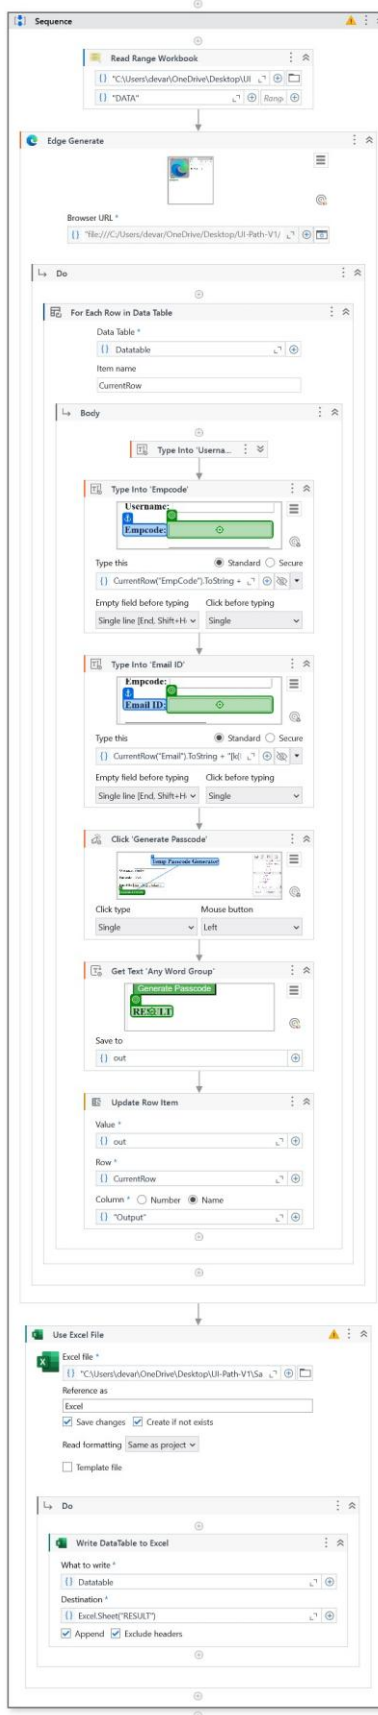 Sequence
Read Range Workbook
"C:\Users\devar\OneDrive\Desktop\UI
"DATA" Rang
Edge Generate
Browser URL *
"file:///C:/Users/devar/OneDrive/Desktop/UI-Path-V1/
Do
For Each Row in Data Table
Data Table *
Datatable
Item name
CurrentRow
Body
Type Into 'Userna...
Type Into 'Empcode'
Username:
Empcode:
Type this Standard Secure
CurrentRow("EmpCode").ToString +
Empty field before typing Click before typing
Single line [End, Shift+H Single
Type Into 'Email ID'
Empcode:
Email ID:
Type this Standard Secure
CurrentRow("Email").ToString + "[k(
Empty field before typing Click before typing
Single line [End, Shift+H Single
Click 'Generate Passcode'
Temp Passcode Generator
Click type Mouse button
Single Left
Get Text 'Any Word Group'
Generate Passcode
RESULT
Save to
out
Update Row Item
Value *
out
Row *
CurrentRow
Column * Number Name
"Output"
Use Excel File
Excel file *
"C:\Users\devar\OneDrive\Desktop\UI-Path-V1\Sa
Reference as
Excel
Save changes Create if not exists
Read formatting Same as project
Template file
Do
Write DataTable to Excel
What to write *
Datatable
Destination *
Excel.Sheet("RESULT")
Append Exclude headers